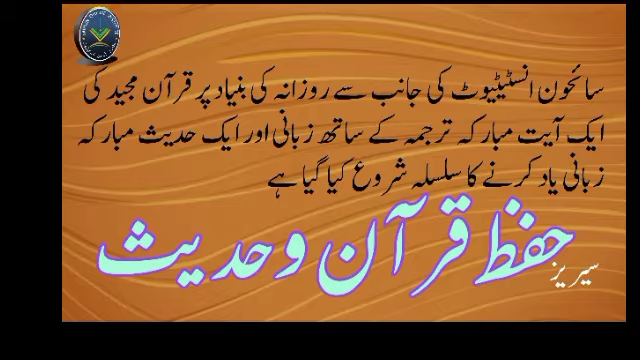 سائحون انسٹیٹیوٹ کی جانب سے روزانہ کی بنیاد پر قرآن مجید کی
ایک آیت مبارکہ ترجمہ کے ساتھ زبانی اور ایک حدیث مبارکہ
زبانی یاد کرنے کا سلسلہ شروع کیا گیا ہے
حفظ قرآن و حدیث
سیریز